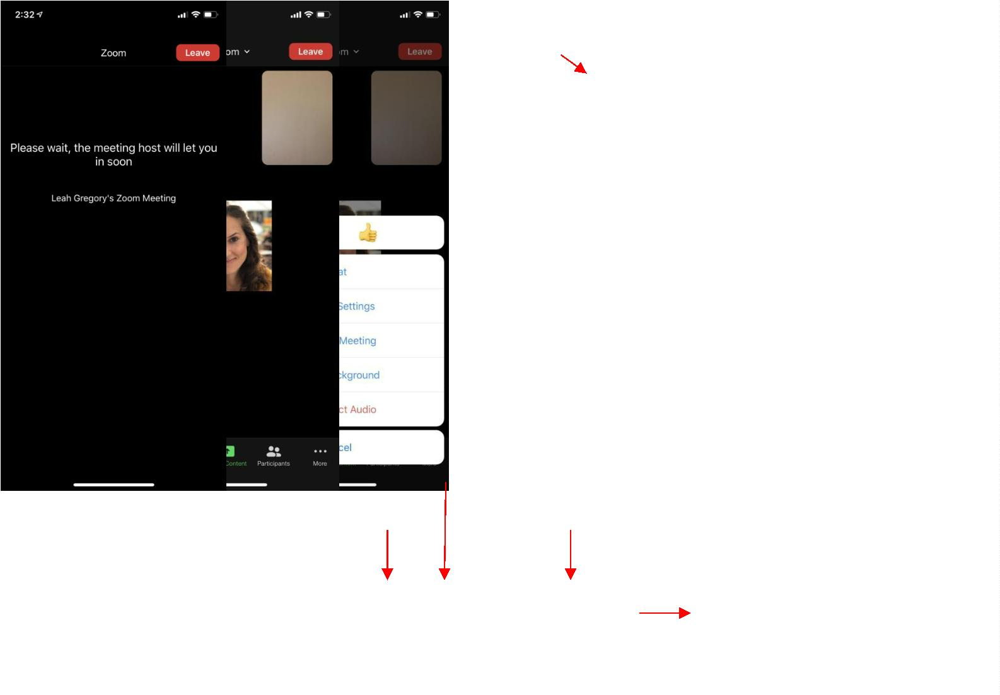 2:32
Zoom
Leave
Please wait, the meeting host will let you
in soon
Leah Gregory's Zoom Meeting
om
Leave
Content
Participants
More
om
Leave
at
Settings
Meeting
ckground
ct Audio
cel